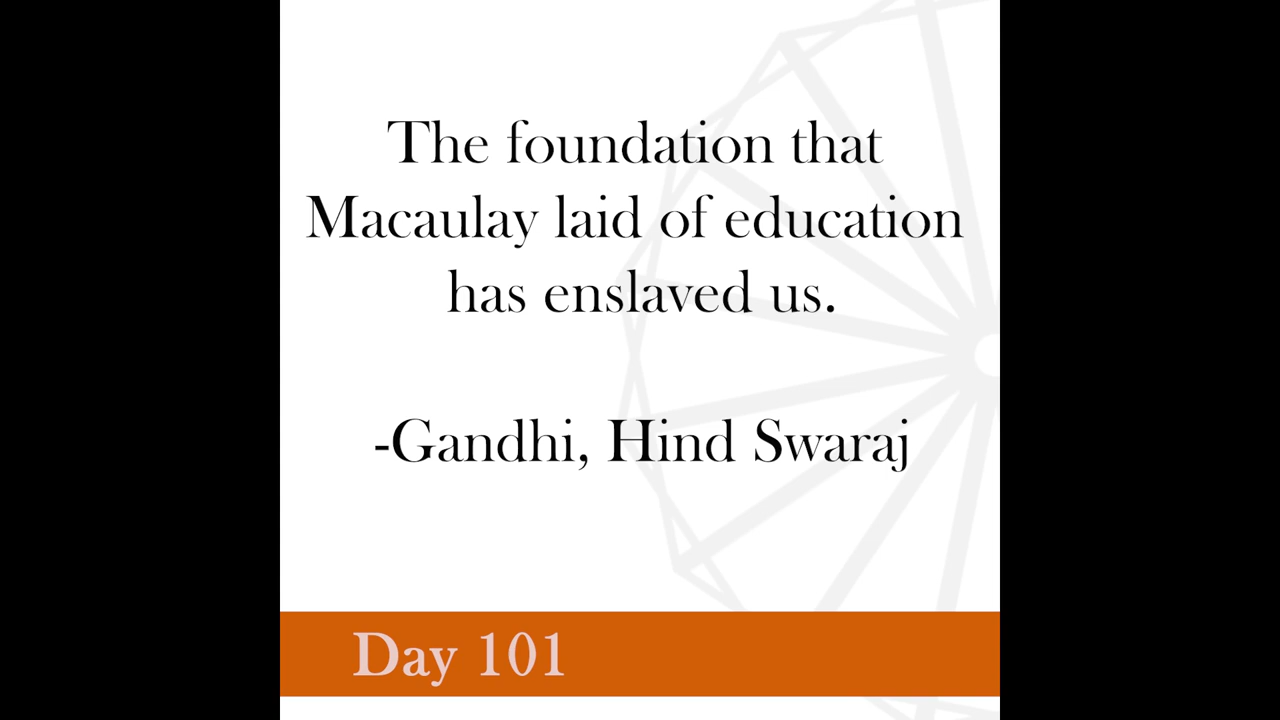 The foundation that
Macaulay laid of education
has enslaved us.
-Gandhi, Hind Swaraj
Day 101